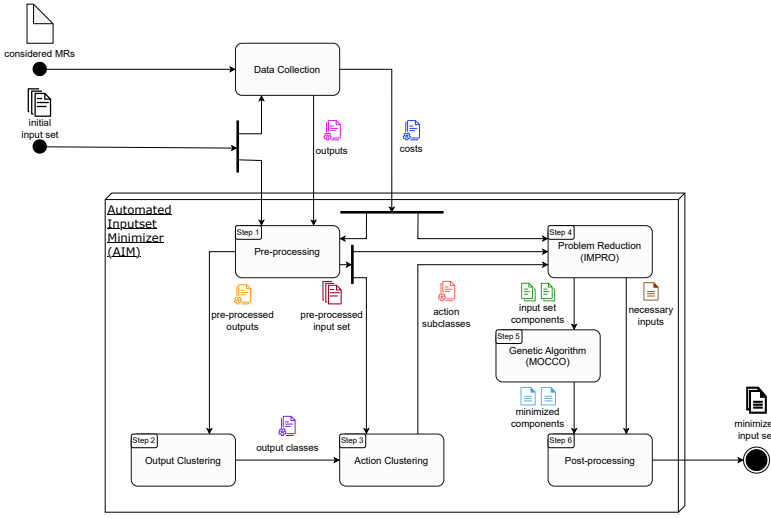 considered MRs
Data Collection
initial
input set
outputs
costs
Automated
Inputset
Minimizer
(AIM)
Step 1
Pre-processing
Step 4
Problem Reduction
(IMPRO)
pre-processed
outputs
pre-processed
input set
action
subclasses
input set
components
necessary
inputs
Step 5
Genetic Algorithm
(MOCCO)
minimized
components
minimize
input se
Step 2
Output Clustering
output classes
Step 3
Action Clustering
Step 6
Post-processing